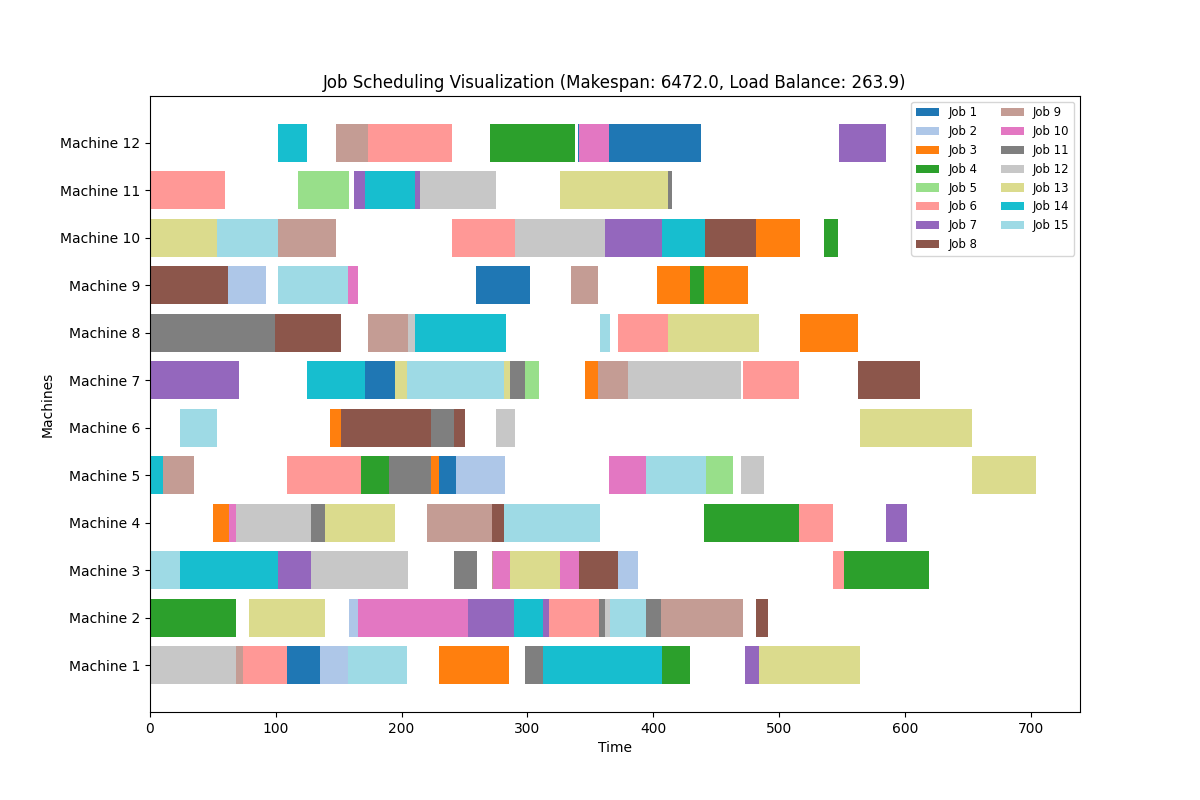 Job Scheduling Visualization (Makespan: 6472.0, Load Balance: 263.9)
Job 1
Job 2
Job 3
Job 4
Job 5
Job 6
Job 7
Job 8
Job 9
Job 10
Job 11
Job 12
Job 13
Job 14
Job 15
Machines
Machine 12
Machine 11
Machine 10
Machine 9
Machine 8
Machine 7
Machine 6
Machine 5
Machine 4
Machine 3
Machine 2
Machine 1
0 100 200 300 400 500 600 700
Time